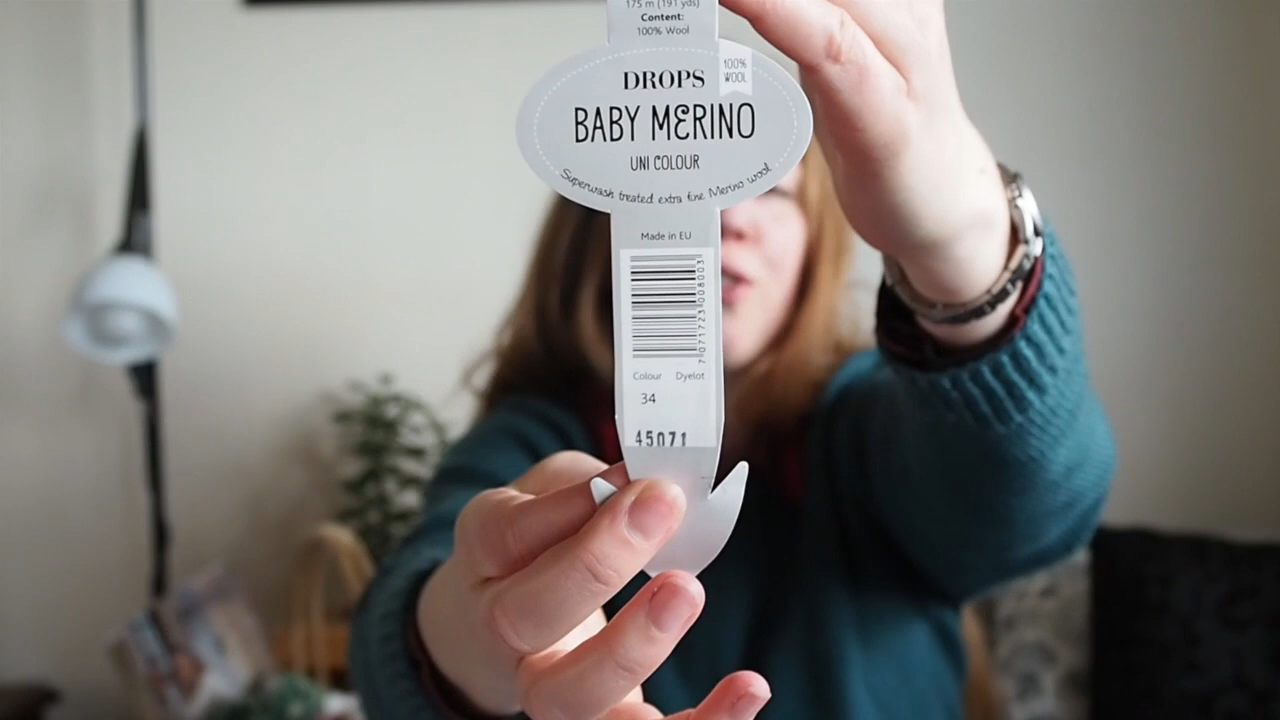 175 m (191 yds)
Content:
100% Wool
DROPS
100%
WOOL
BABY MERINO
UNI COLOUR
Superwash treated extra fine Merino wool
Made in EU
7 071723 008003
Colour Dyelot
34
45071